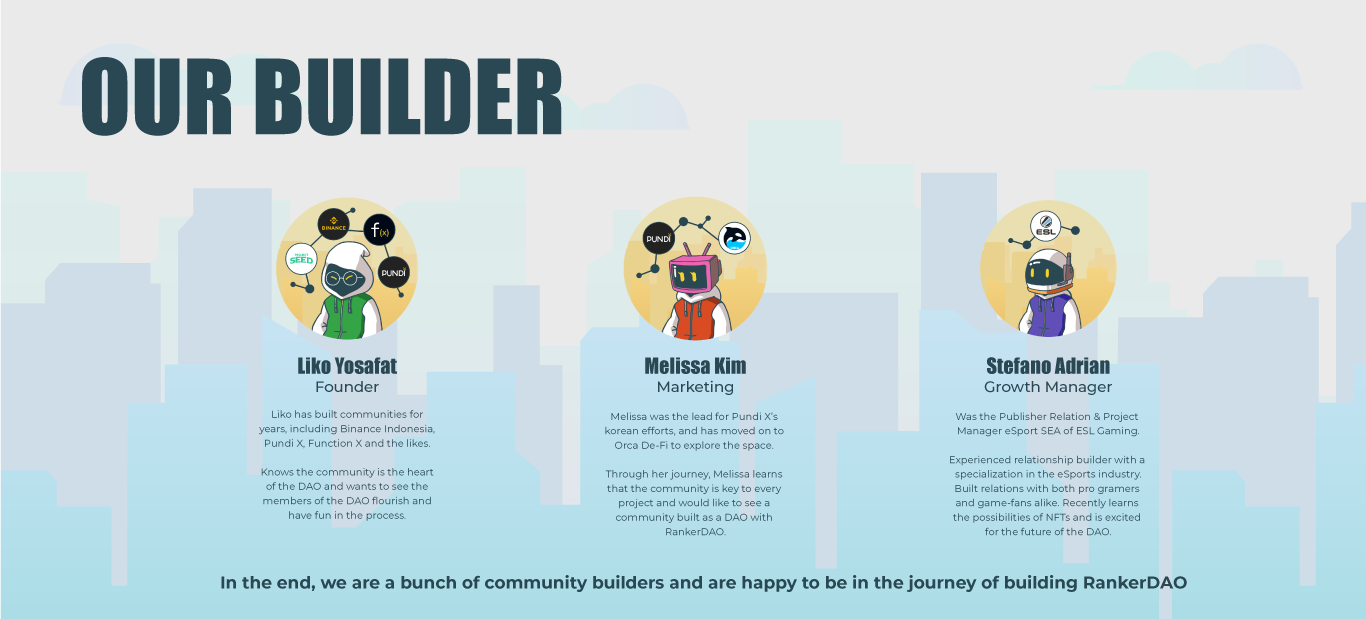 OUR BUILDER
BINANCE
f(x)
PROJECT
SEED
PUNDI
Liko Yosafat
Founder
Liko has built communities for
years, including Binance Indonesia,
Pundi X, Function X and the likes.
Knows the community is the heart
of the DAO and wants to see the
members of the DAO flourish and
have fun in the process.
PUNDI
Melissa Kim
Marketing
Melissa was the lead for Pundi X's
korean efforts, and has moved on to
Orca De-Fi to explore the space.
Through her journey, Melissa learns
that the community is key to every
project and would like to see a
community built as a DAO with
RankerDAO.
ESL
Stefano Adrian
Growth Manager
Was the Publisher Relation & Project
Manager eSport SEA of ESL Gaming.
Experienced relationship builder with a
specialization in the eSports industry.
Built relations with both pro gramers
and game-fans alike. Recently learns
the possibilities of NFTs and is excited
for the future of the DAO.
In the end, we are a bunch of community builders and are happy to be in the journey of building RankerDAO